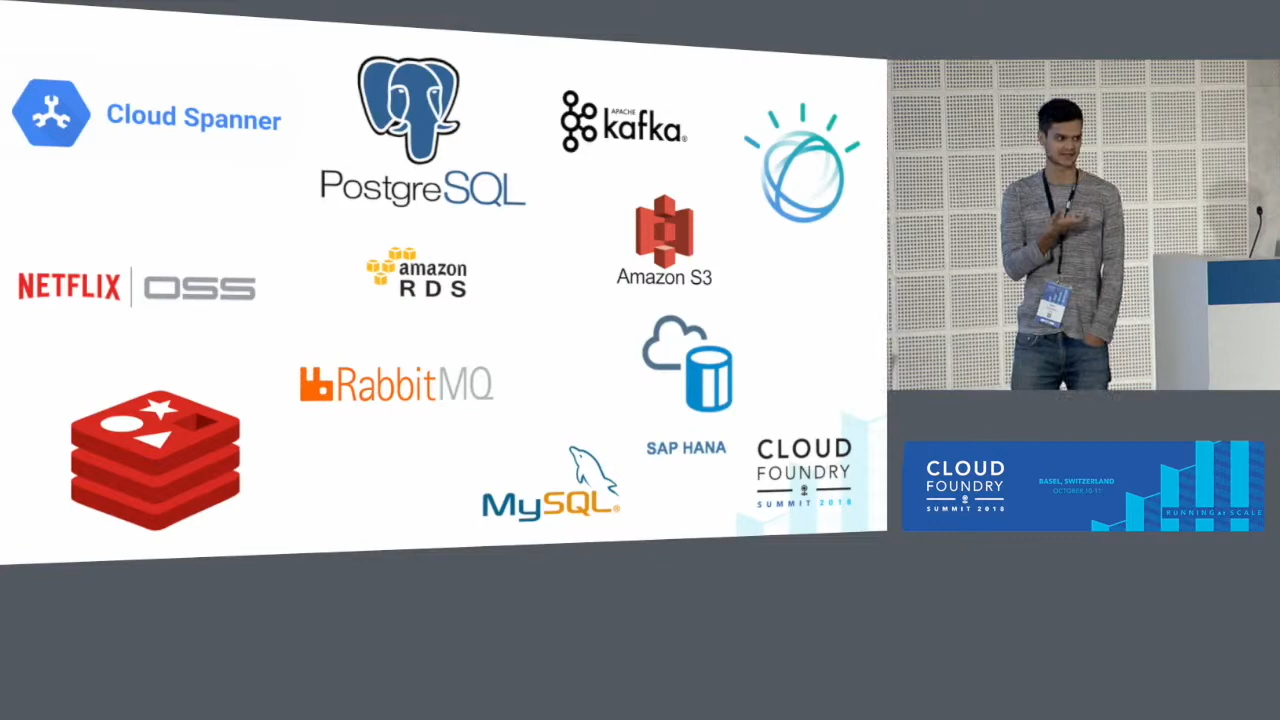 Cloud Spanner
PostgreSQL
APACHE
kafka®
Amazon S3
NETFLIX OSS
amazon
RDS
RabbitMQ
SAP HANA
MySQL®
CLOUD
FOUNDRY
SUMMIT 2018
CLOUD
FOUNDRY
SUMMIT 2018
BASEL, SWITZERLAND
OCTOBER 10-11
RUNNING at SCALE